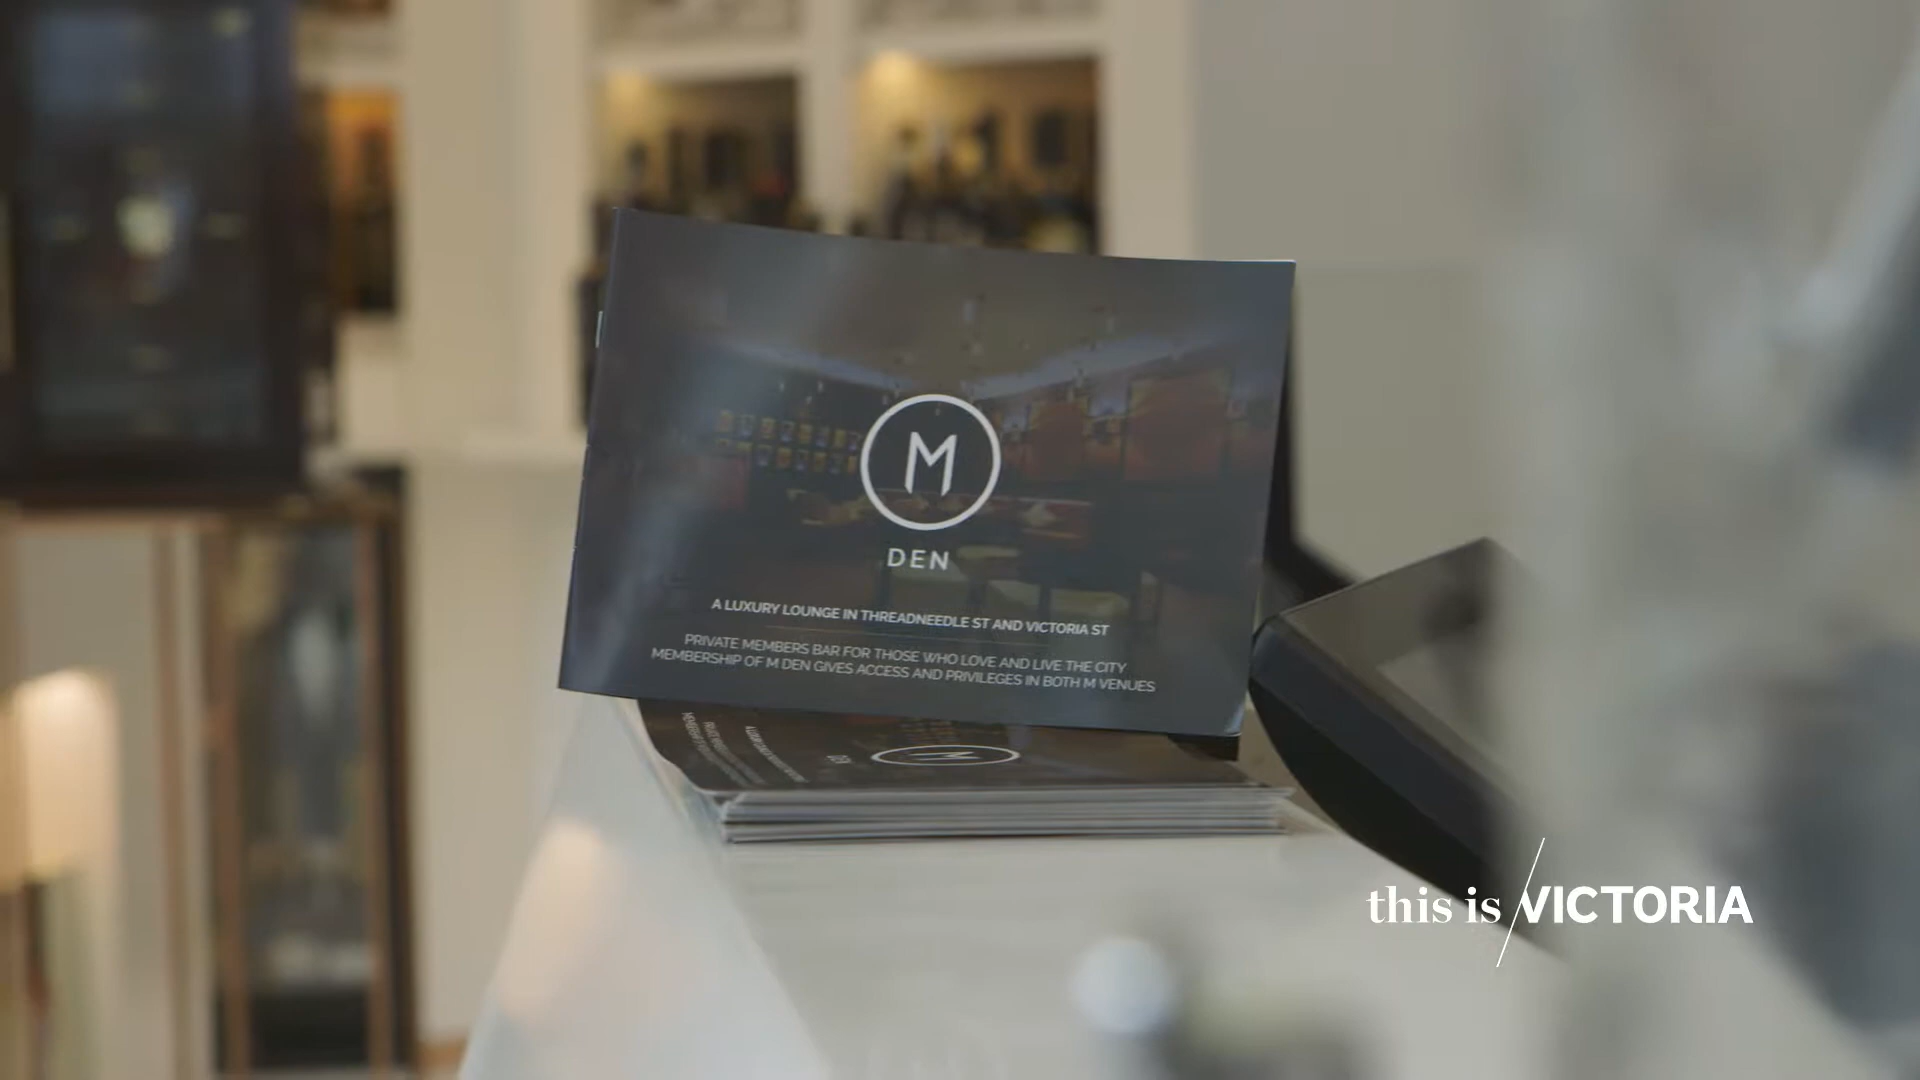 M
DEN
A LUXURY LOUNGE IN THREADNEEDLE ST AND VICTORIA ST
PRIVATE MEMBERS BAR FOR THOSE WHO LOVE AND LIVE THE CITY
MEMBERSHIP OF M DEN GIVES ACCESS AND PRIVILEGES IN BOTH M VENUES
M
DEN
this is VICTORIA